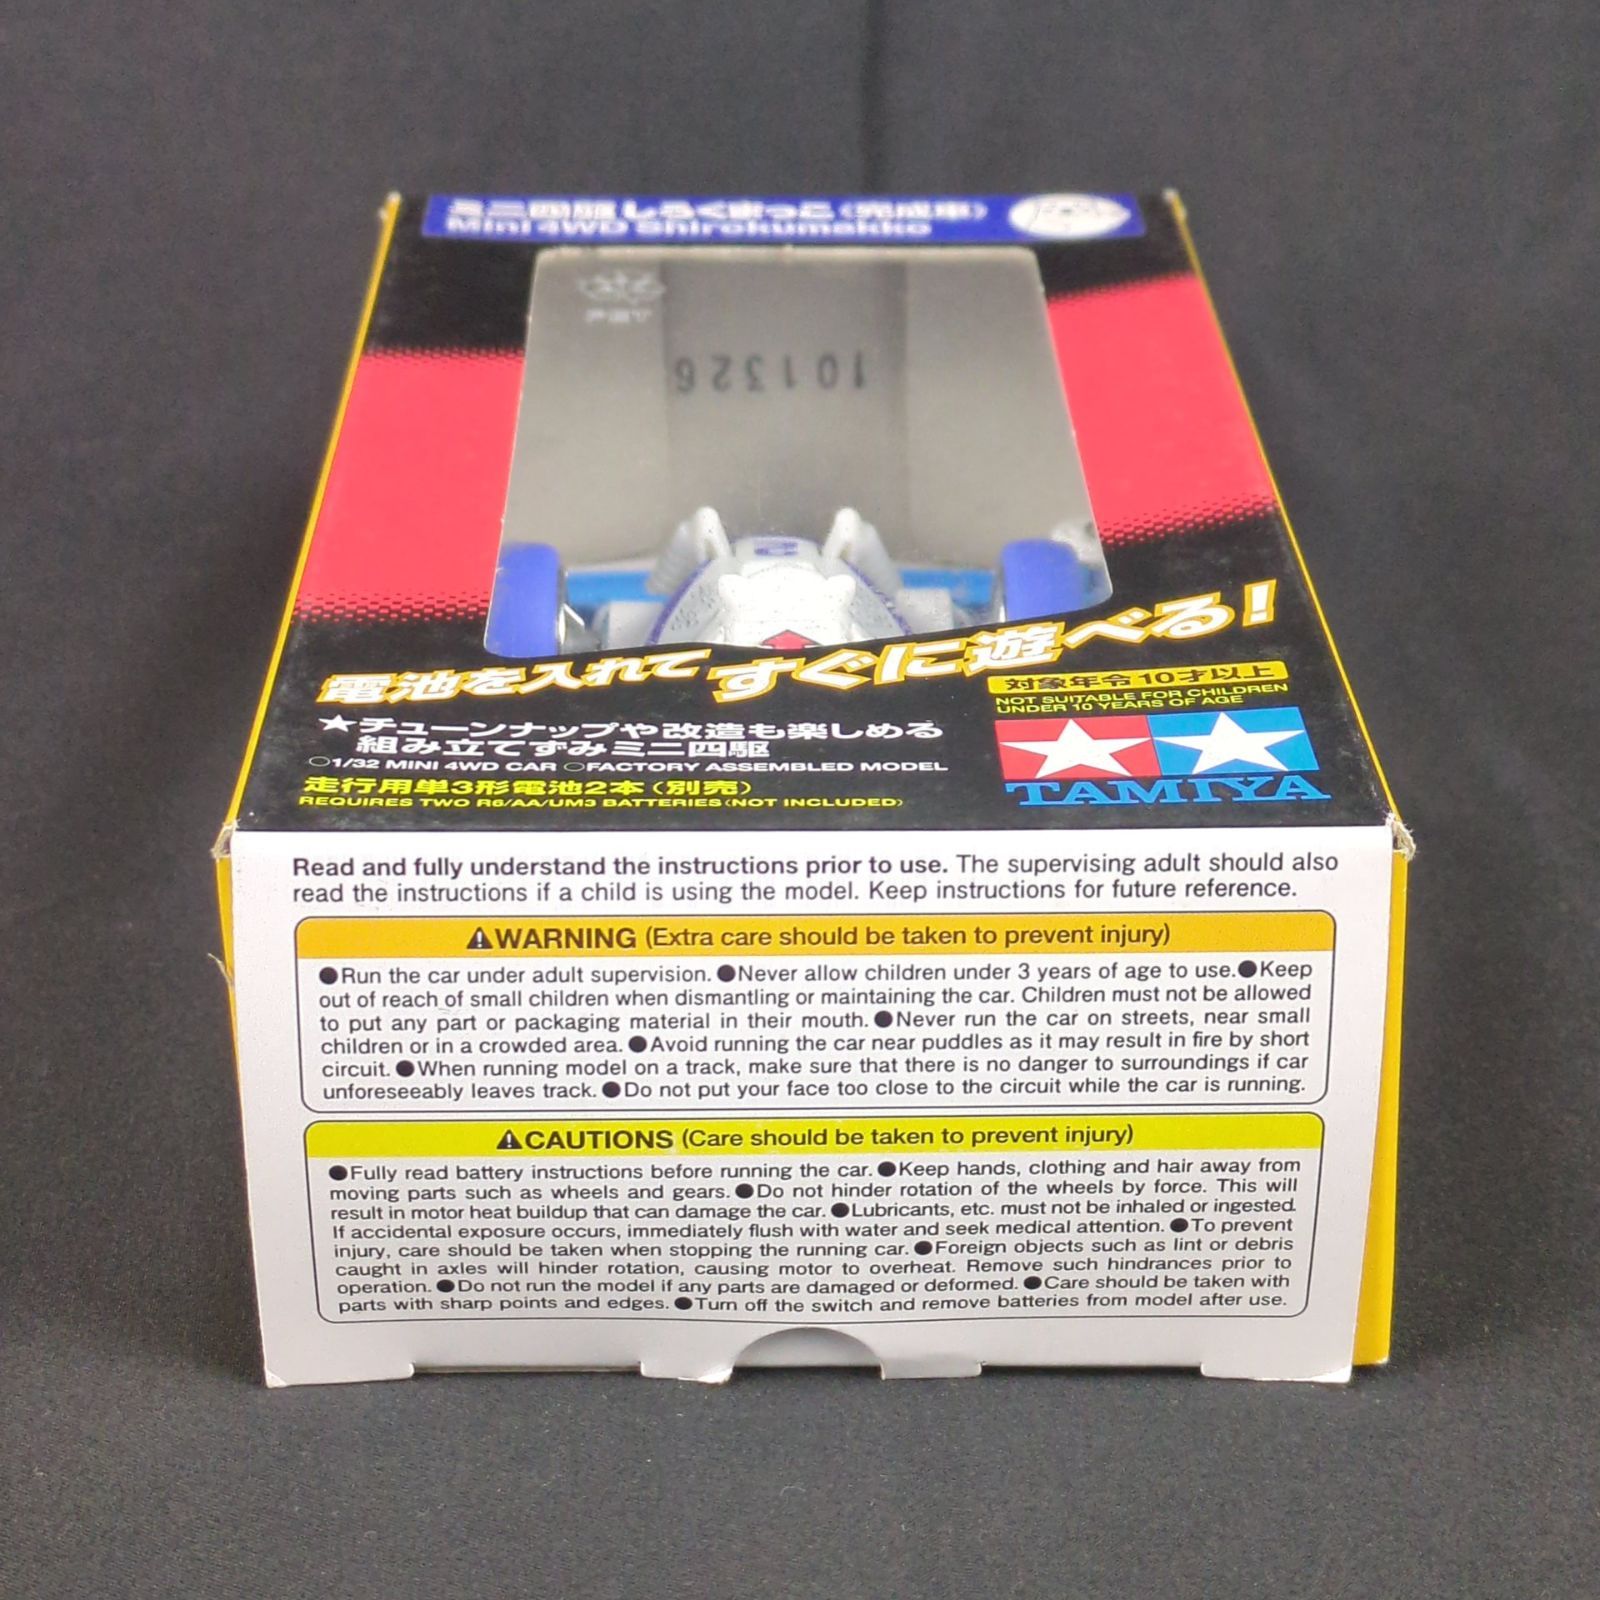 ミニ四駆 しろくまっこ〈完成車〉
Mini 4WD Shirokumakko
PET
101326
2
電池を入れてすぐに遊べる!
対象年令10才以上
NOT SUITABLE FOR CHILDREN
UNDER 10 YEARS OF AGE
★チューンナップや改造も楽しめる
組み立てずみミニ四駆
○1/32 MINI 4WD CAR ○FACTORY ASSEMBLED MODEL
走行用単3形電池2本(別売)
REQUIRES TWO R6/AA/UM3 BATTERIES(NOT INCLUDED)
TAMIYA
Read and fully understand the instructions prior to use. The supervising adult should also
read the instructions if a child is using the model. Keep instructions for future reference.
⚠WARNING (Extra care should be taken to prevent injury)
●Run the car under adult supervision. ●Never allow children under 3 years of age to use.●Keep
out of reach of small children when dismantling or maintaining the car. Children must not be allowed
to put any part or packaging material in their mouth. ●Never run the car on streets, near small
children or in a crowded area. ●Avoid running the car near puddles as it may result in fire by short
circuit. ●When running model on a track, make sure that there is no danger to surroundings if car
unforeseeably leaves track. ●Do not put your face too close to the circuit while the car is running.
⚠CAUTIONS (Care should be taken to prevent injury)
●Fully read battery instructions before running the car. ●Keep hands, clothing and hair away from
moving parts such as wheels and gears. ●Do not hinder rotation of the wheels by force. This will
result in motor heat buildup that can damage the car. ●Lubricants, etc. must not be inhaled or ingested.
If accidental exposure occurs, immediately flush with water and seek medical attention. ●To prevent
injury, care should be taken when stopping the running car. ●Foreign objects such as lint or debris
caught in axles will hinder rotation, causing motor to overheat. Remove such hindrances prior to
operation. ●Do not run the model if any parts are damaged or deformed. ●Care should be taken with
parts with sharp points and edges. ●Turn off the switch and remove batteries from model after use.